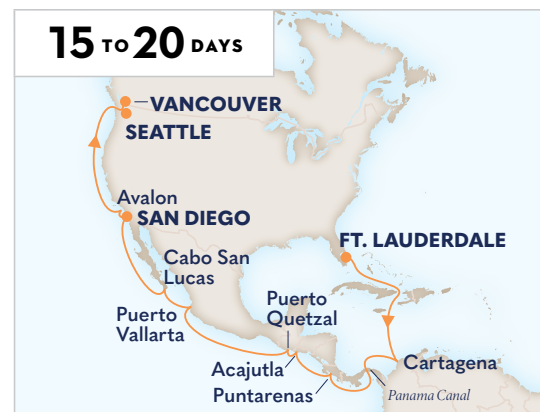 15 TO 20 DAYS
VANCOUVER
SEATTLE
Avalon
SAN DIEGO
FT. LAUDERDALE
Cabo San
Lucas
Puerto
Vallarta
Puerto
Quetzal
Acajutla
Puntarenas
Cartagena
Panama Canal